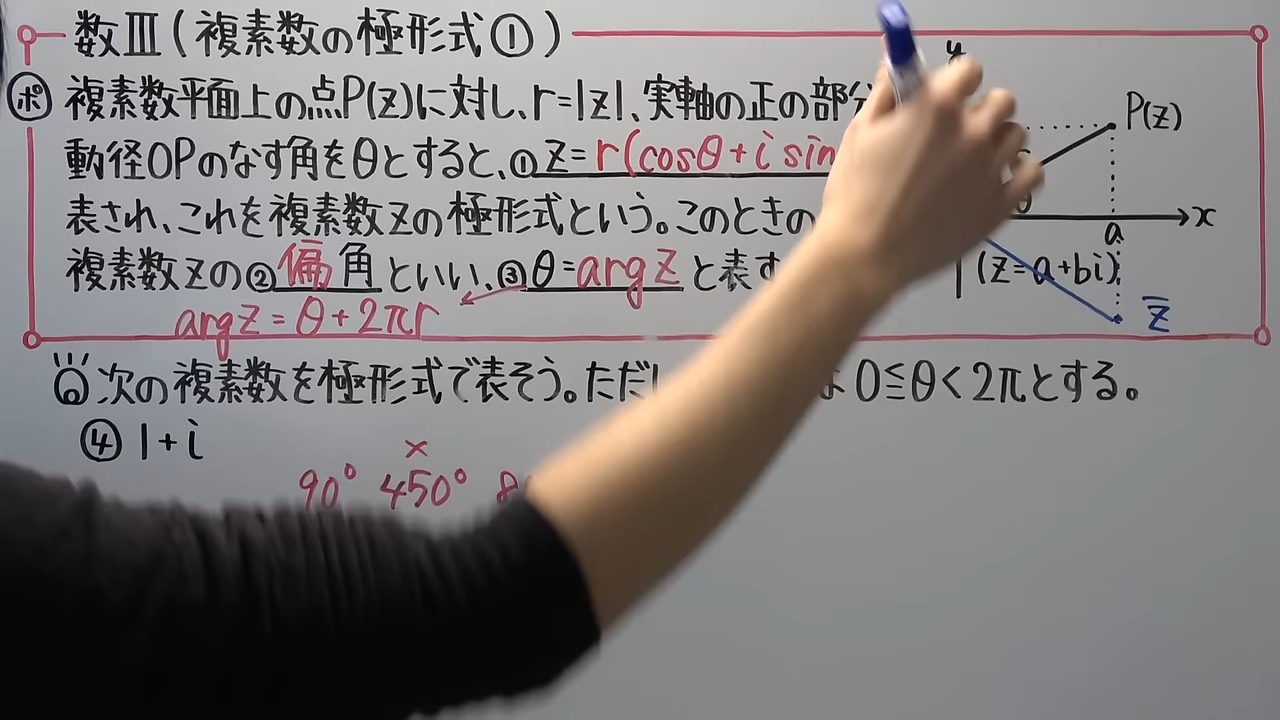 数Ⅲ(複素数の極形式①)
ポ 複素数平面上の点P(z)に対し、r=|z|、実軸の正の部分
動径OPのなす角をθとすると、①z=r(cosθ+i sin
表され、これを複素数zの極形式という。このときの
複素数zの②偏角といい、③θ=arg zと表す
arg z=θ+2πr
y
P(z)
θ
x
a
(z=a+bi)
z̅
Q 次の複素数を極形式で表そう。ただし
0≦θ<2πとする。
④ 1+i
×
90° 450° 8